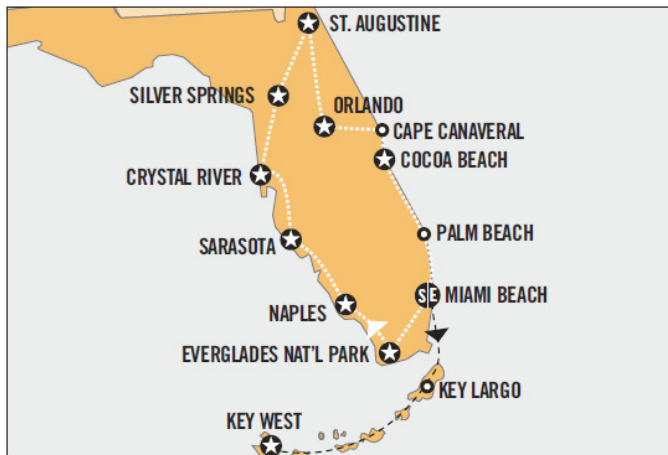 ST. AUGUSTINE
SILVER SPRINGS
ORLANDO
CAPE CANAVERAL
COCOA BEACH
CRYSTAL RIVER
PALM BEACH
SARASOTA
SE MIAMI BEACH
NAPLES
EVERGLADES NAT'L PARK
KEY LARGO
KEY WEST